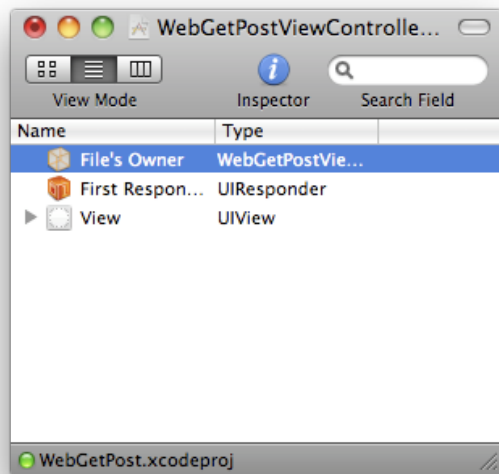 WebGetPostViewControlle...
View Mode
Inspector
Search Field
Name Type
File's Owner WebGetPostVie...
First Respon... UIResponder
View UIView
WebGetPost.xcodeproj